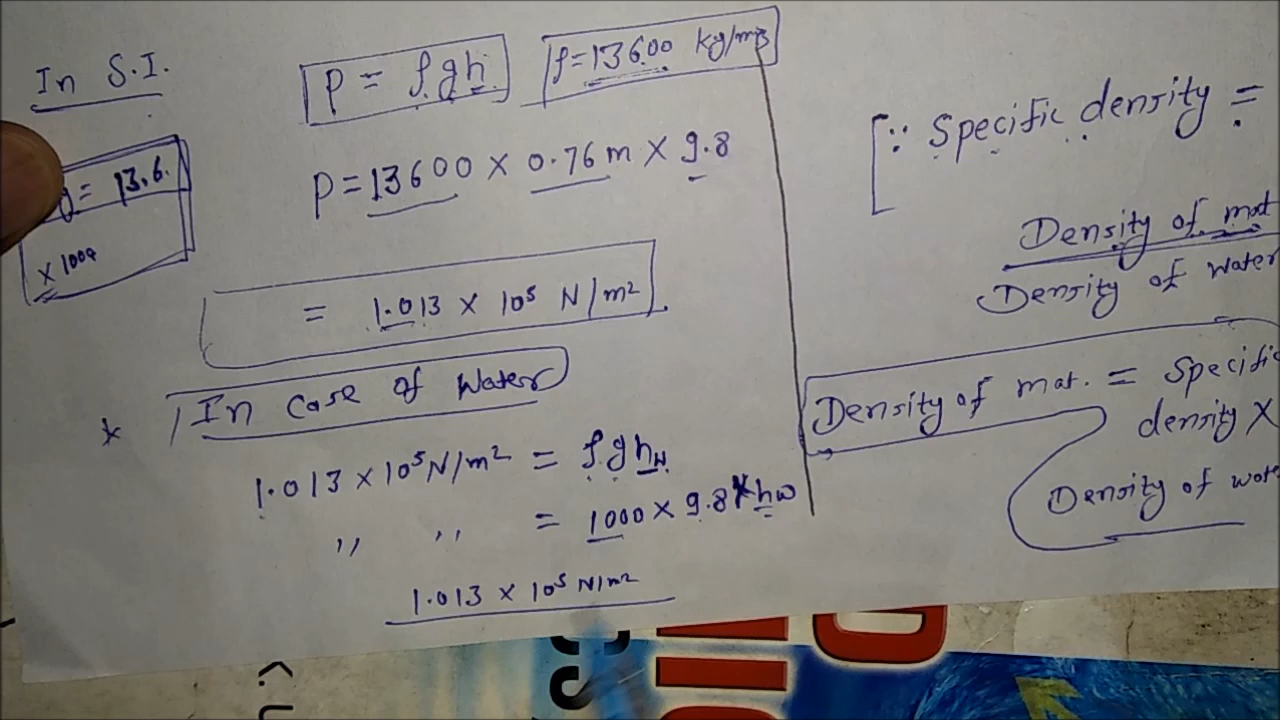 In S.I.
P = ρgh
ρ=13600 kg/m³
= 13.6.
x 1000
P = 13600 × 0.76 m × 9.8
= 1.013 × 10⁵ N/m²
* In case of Water
1.013 × 10⁵ N/m² = ρgh
,, ,, = 1000 × 9.8 × hw
1.013 × 10⁵ N/m²
[∵ Specific density =
Density of mat
Density of water
Density of mat. = Specific
density ×
Density of wat